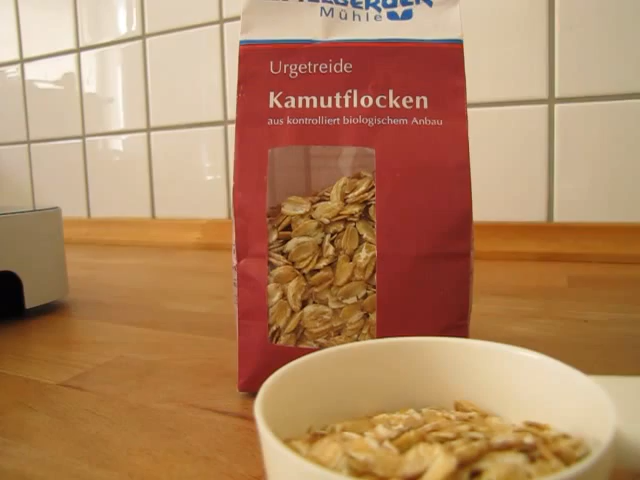 Mühle
Urgetreide
Kamutflocken
aus kontrolliert biologischem Anbau